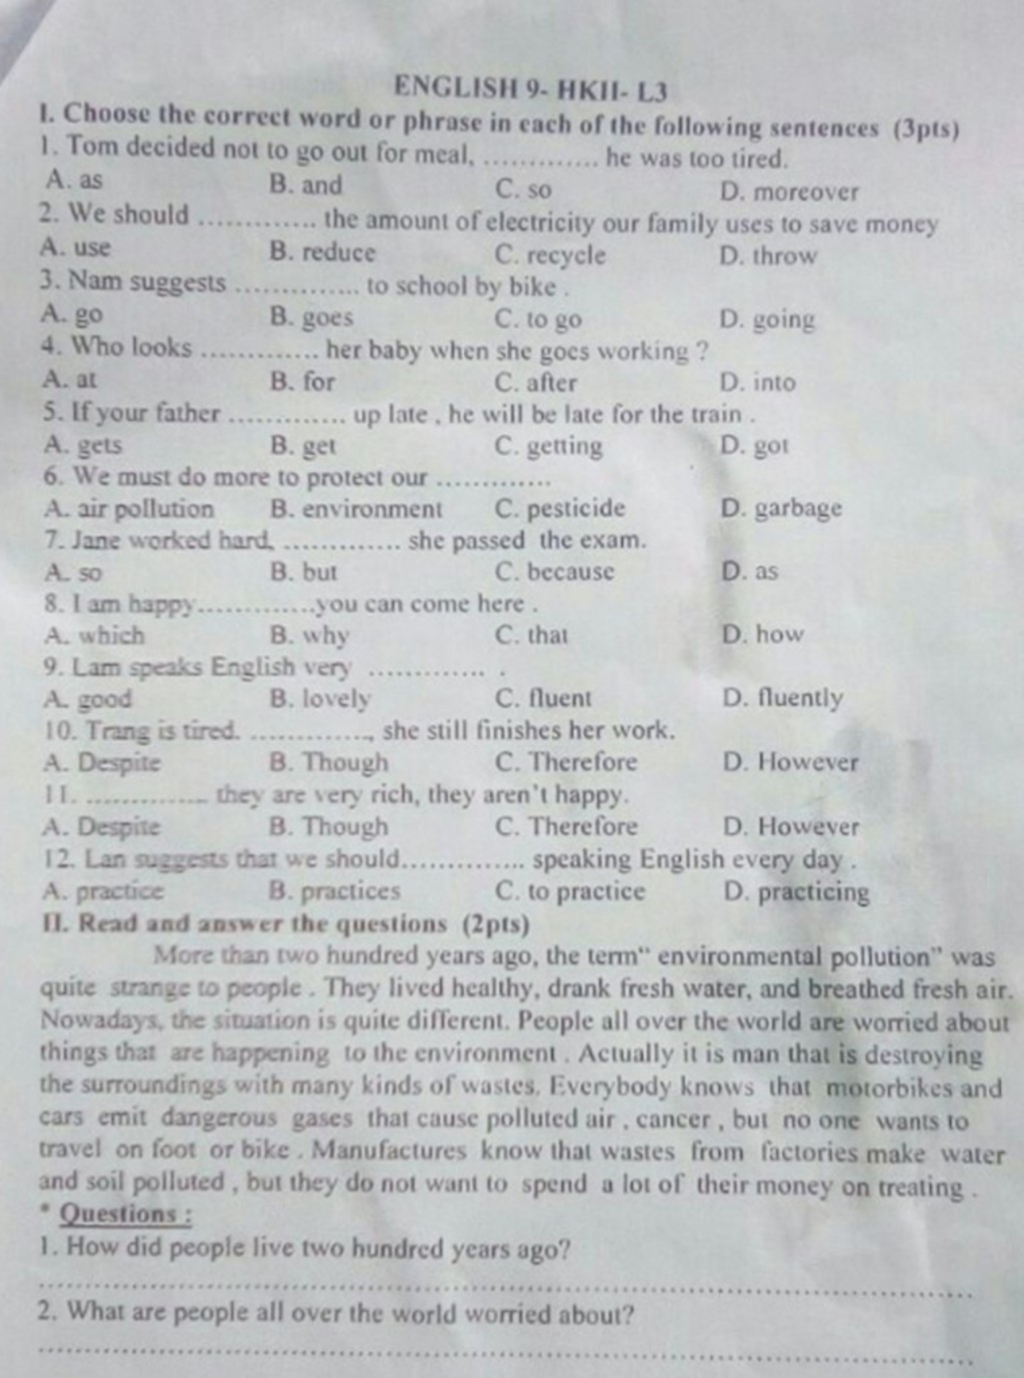 ENGLISH 9- HKII- L3
I. Choose the correct word or phrase in each of the following sentences (3pts)
1. Tom decided not to go out for meal, ............. he was too tired.
A. as B. and C. so D. moreover
2. We should ............. the amount of electricity our family uses to save money
A. use B. reduce C. recycle D. throw
3. Nam suggests .............. to school by bike .
A. go B. goes C. to go D. going
4. Who looks ............. her baby when she goes working ?
A. at B. for C. after D. into
5. If your father ............. up late , he will be late for the train .
A. gets B. get C. getting D. got
6. We must do more to protect our .............
A. air pollution B. environment C. pesticide D. garbage
7. Jane worked hard, ............. she passed the exam.
A. so B. but C. because D. as
8. I am happy.............you can come here .
A. which B. why C. that D. how
9. Lam speaks English very ............. .
A. good B. lovely C. fluent D. fluently
10. Trang is tired. ............., she still finishes her work.
A. Despite B. Though C. Therefore D. However
11. ............. they are very rich, they aren't happy.
A. Despite B. Though C. Therefore D. However
12. Lan suggests that we should.............. speaking English every day .
A. practice B. practices C. to practice D. practicing
II. Read and answer the questions (2pts)
More than two hundred years ago, the term“ environmental pollution” was
quite strange to people . They lived healthy, drank fresh water, and breathed fresh air.
Nowadays, the situation is quite different. People all over the world are worried about
things that are happening to the environment . Actually it is man that is destroying
the surroundings with many kinds of wastes. Everybody knows that motorbikes and
cars emit dangerous gases that cause polluted air , cancer , but no one wants to
travel on foot or bike . Manufactures know that wastes from factories make water
and soil polluted , but they do not want to spend a lot of their money on treating .
* Questions :
1. How did people live two hundred years ago?
................................................................................
2. What are people all over the world worried about?
................................................................................